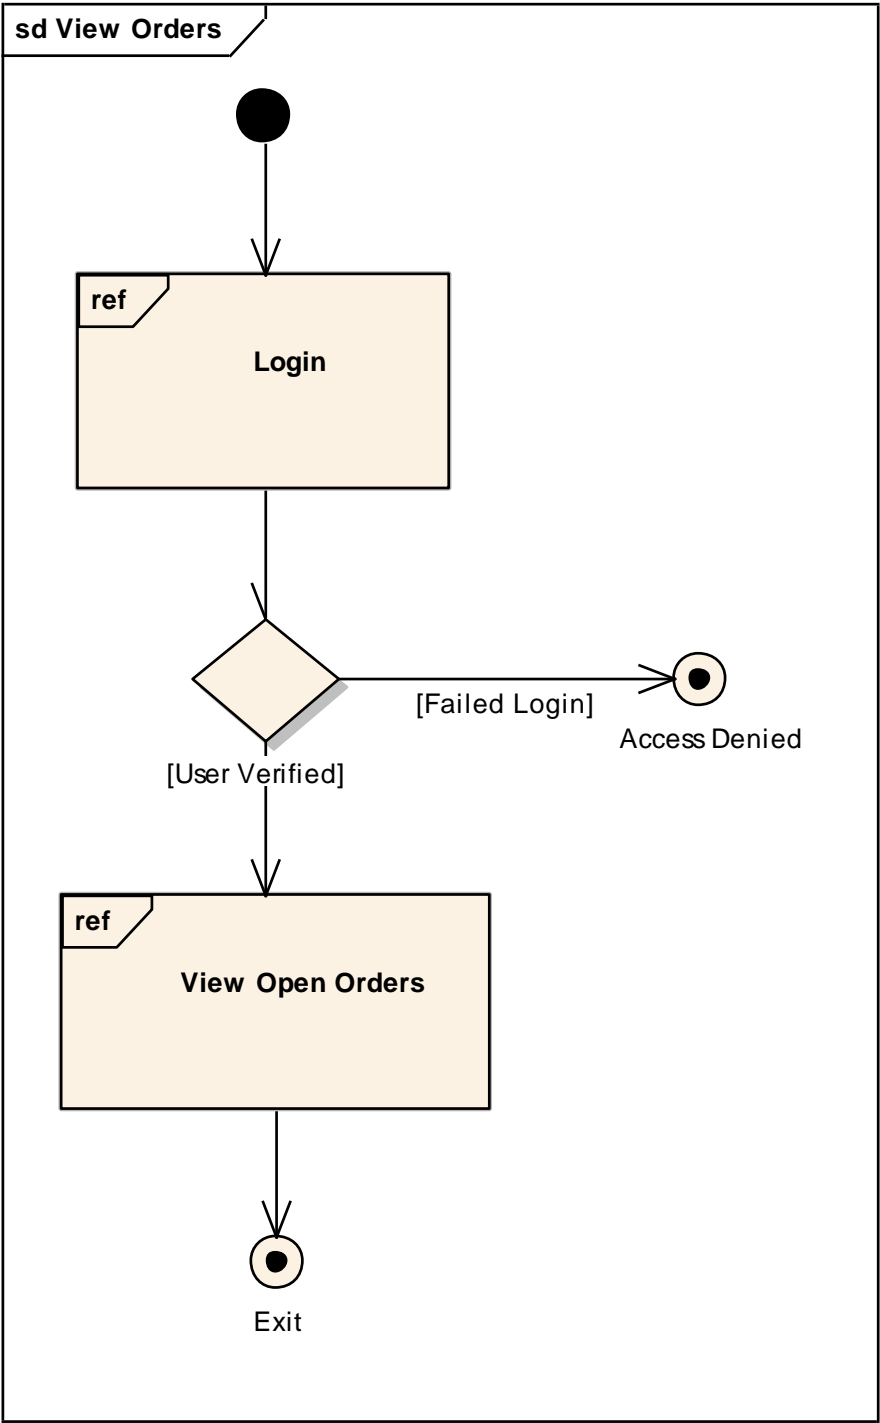 sd View Orders
ref
Login
[Failed Login]
Access Denied
[User Verified]
ref
View Open Orders
Exit